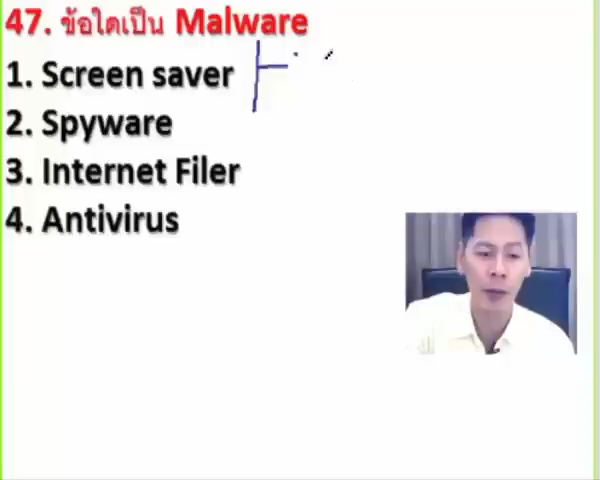 47. ข้อใดเป็น Malware
1. Screen saver
2. Spyware
3. Internet Filer
4. Antivirus